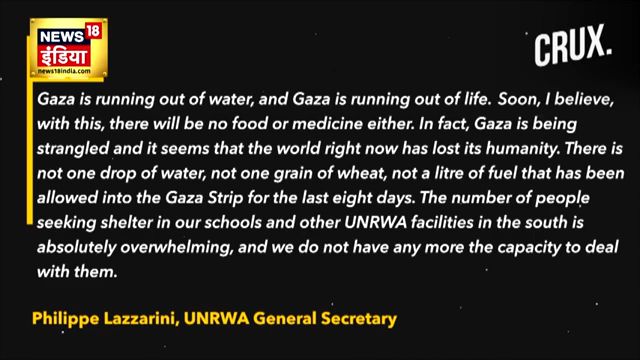 NEWS 18
इंडिया
news18india.com
CRUX.
Gaza is running out of water, and Gaza is running out of life. Soon, I believe,
with this, there will be no food or medicine either. In fact, Gaza is being
strangled and it seems that the world right now has lost its humanity. There is
not one drop of water, not one grain of wheat, not a litre of fuel that has been
allowed into the Gaza Strip for the last eight days. The number of people
seeking shelter in our schools and other UNRWA facilities in the south is
absolutely overwhelming, and we do not have any more the capacity to deal
with them.
Philippe Lazzarini, UNRWA General Secretary